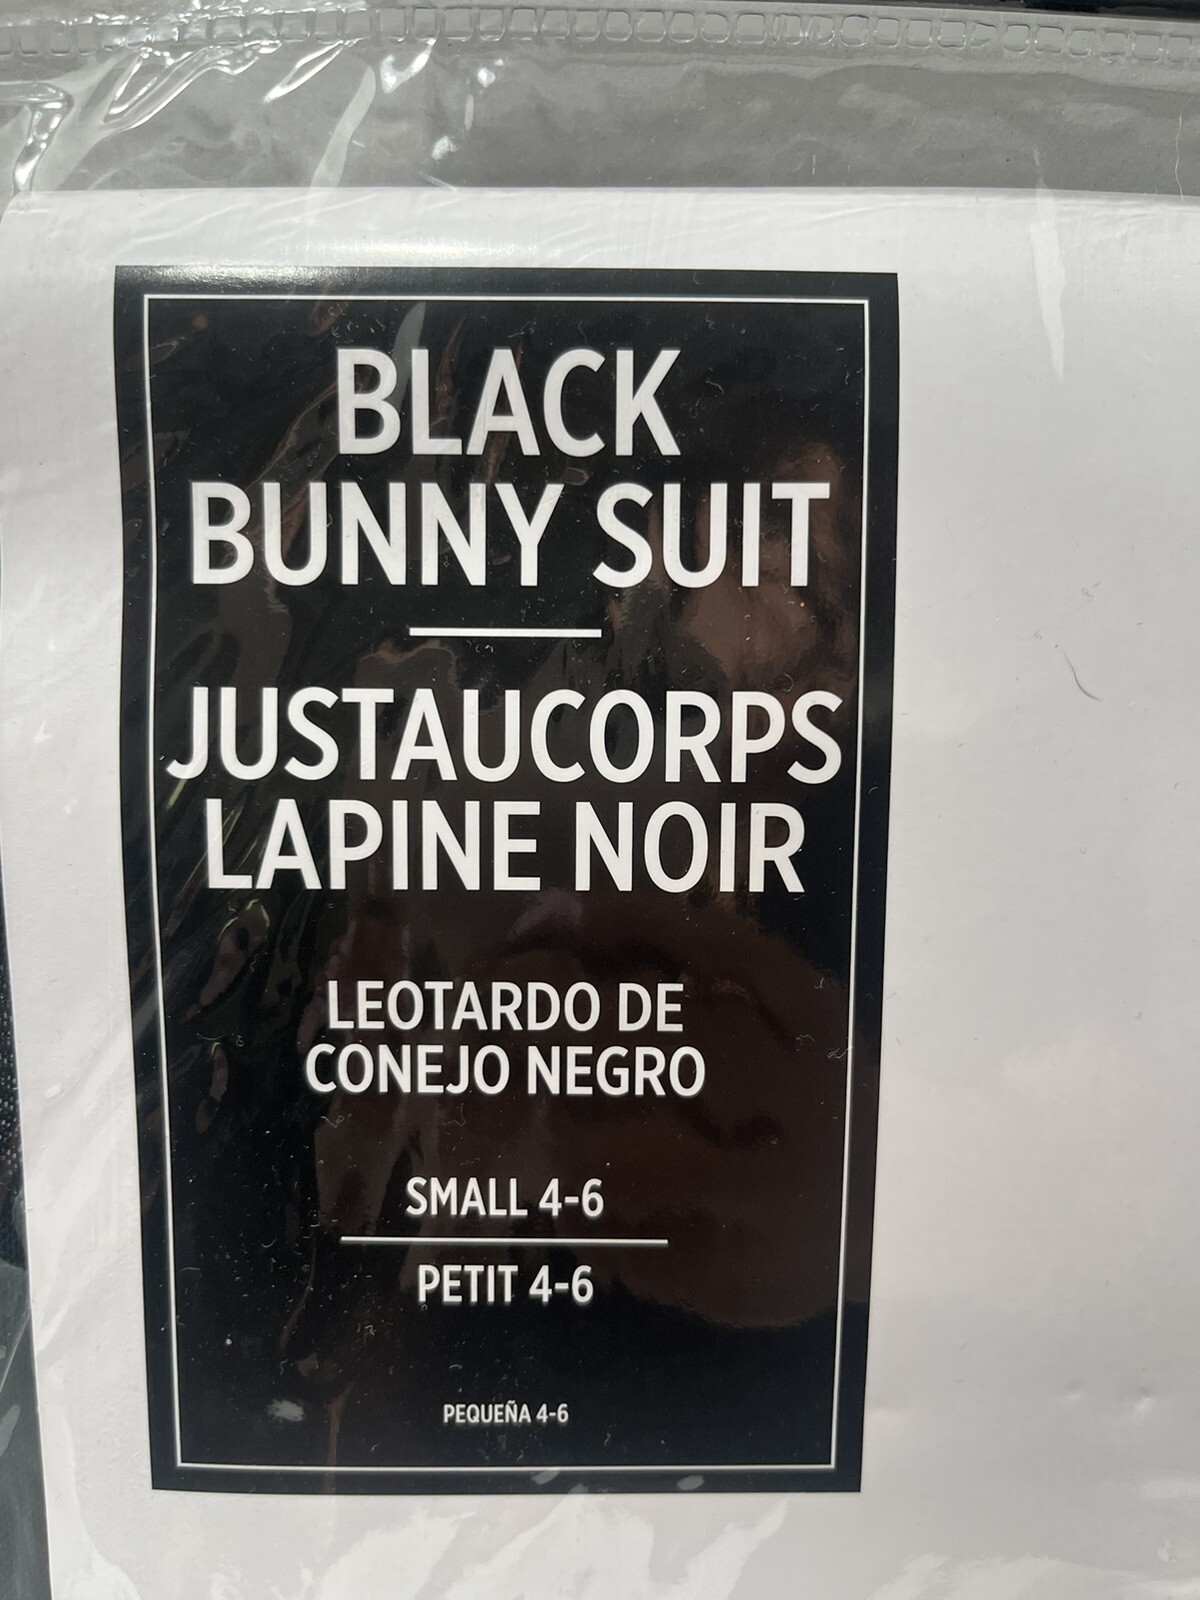 BLACK
BUNNY SUIT
JUSTAUCORPS
LAPINE NOIR
LEOTARDO DE
CONEJO NEGRO
SMALL 4-6
PETIT 4-6
PEQUEÑA 4-6